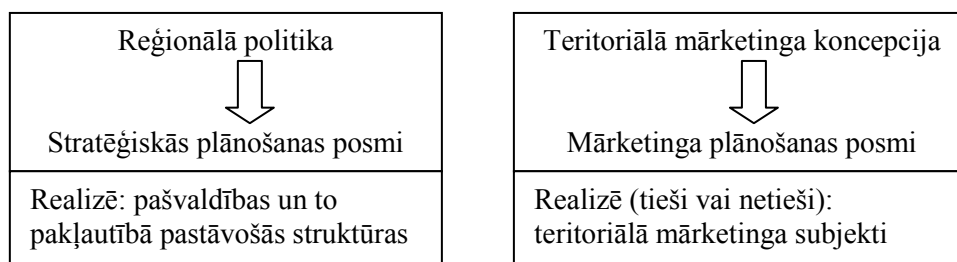 Reģionālā politika
Stratēģiskās plānošanas posmi
Realizē: pašvaldības un to
pakļautībā pastāvošās struktūras
Teritoriālā mārketinga koncepcija
Mārketinga plānošanas posmi
Realizē (tieši vai netieši):
teritoriālā mārketinga subjekti